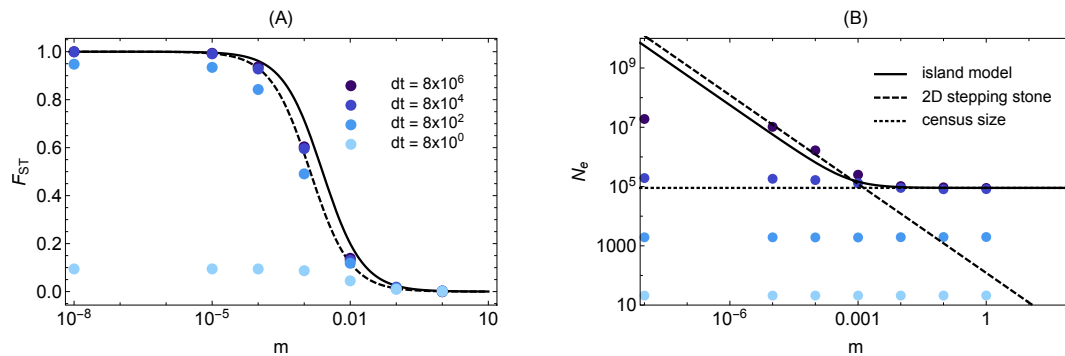 (A)
1.0
0.8
0.6
0.4
0.2
0.0
F_ST
dt = 8x10^6
dt = 8x10^4
dt = 8x10^2
dt = 8x10^0
10^-8
10^-5
0.01
10
m
(B)
10^9
10^7
10^5
1000
10
N_e
island model
2D stepping stone
census size
10^-6
0.001
1
m